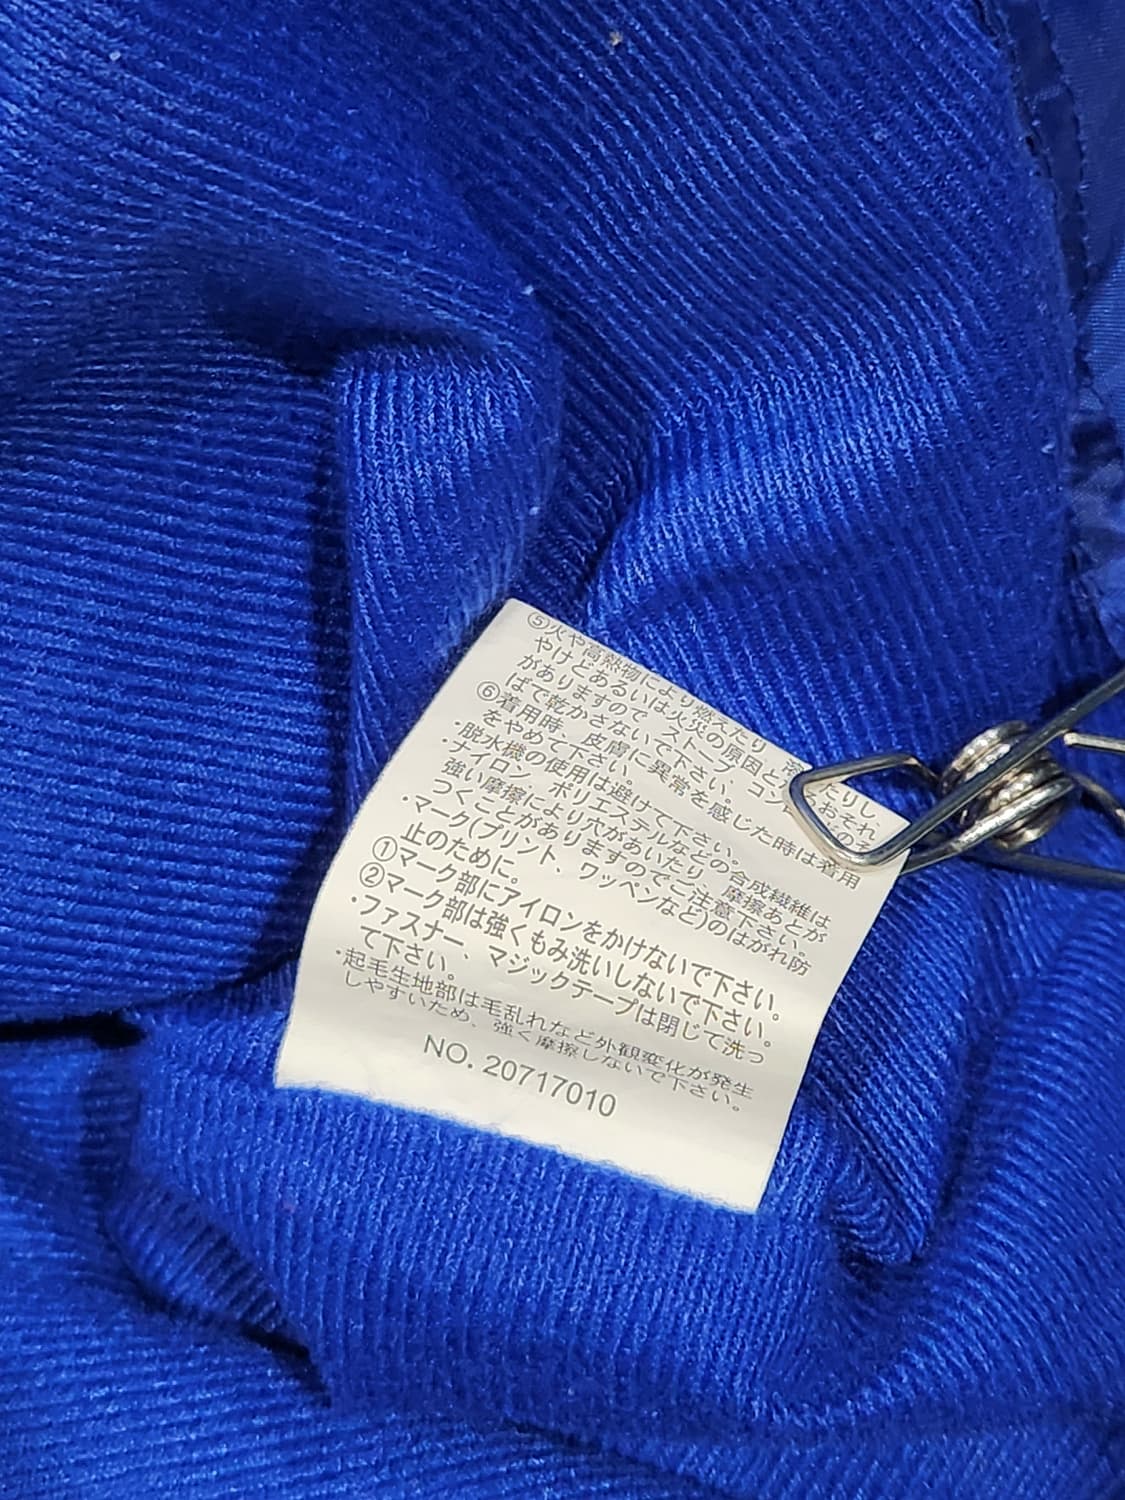 ⑤火や高熱物により燃えたり 溶けたりし
やけどあるいは火災の原因となるおそれ
がありますので ストーブ、コンロのそ
ばで乾かさないで下さい。
⑥着用時、皮膚に異常を感じた時は着用
をやめて下さい。
・脱水機の使用は避けて下さい。
・ナイロン ポリエステルなどの合成繊維は
強い摩擦により穴があいたり 摩擦あとが
つくことがありますのでご注意下さい。
・マーク(プリント、ワッペンなど)のはがれ防
止のために。
①マーク部にアイロンをかけないで下さい。
②マーク部は強くもみ洗いしないで下さい。
・ファスナー、マジックテープは閉じて洗っ
て下さい。
・起毛生地部は毛乱れなど外観変化が発生
しやすいため、強く摩擦しないで下さい。
NO. 20717010